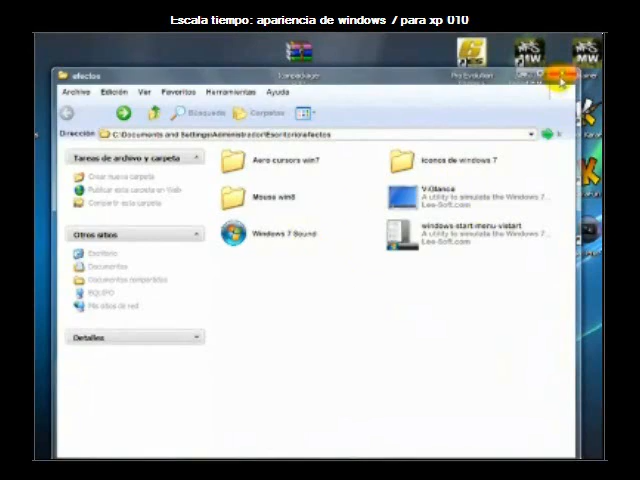 Escala tiempo: apariencia de windows 7 para xp 010
Iconpackager
Pro Evolution
efectos
Archivo Edición Ver Favoritos Herramientas Ayuda
Búsqueda Carpetas
Dirección C:\Documents and Settings\Administrador\Escritorio\efectos
Tareas de archivo y carpeta
Crear nueva carpeta
Publicar esta carpeta en Web
Compartir esta carpeta
Otros sitios
Escritorio
Documentos
Documentos compartidos
EQUIPO
Mis sitios de red
Detalles
Aero cursors win7
iconos de windows 7
Mouse win8
V-Glance
A utility to simulate the Windows 7...
Lee-Soft.com
Windows 7 Sound
windows start menu vistart
A utility to simulate the Windows 7...
Lee-Soft.com